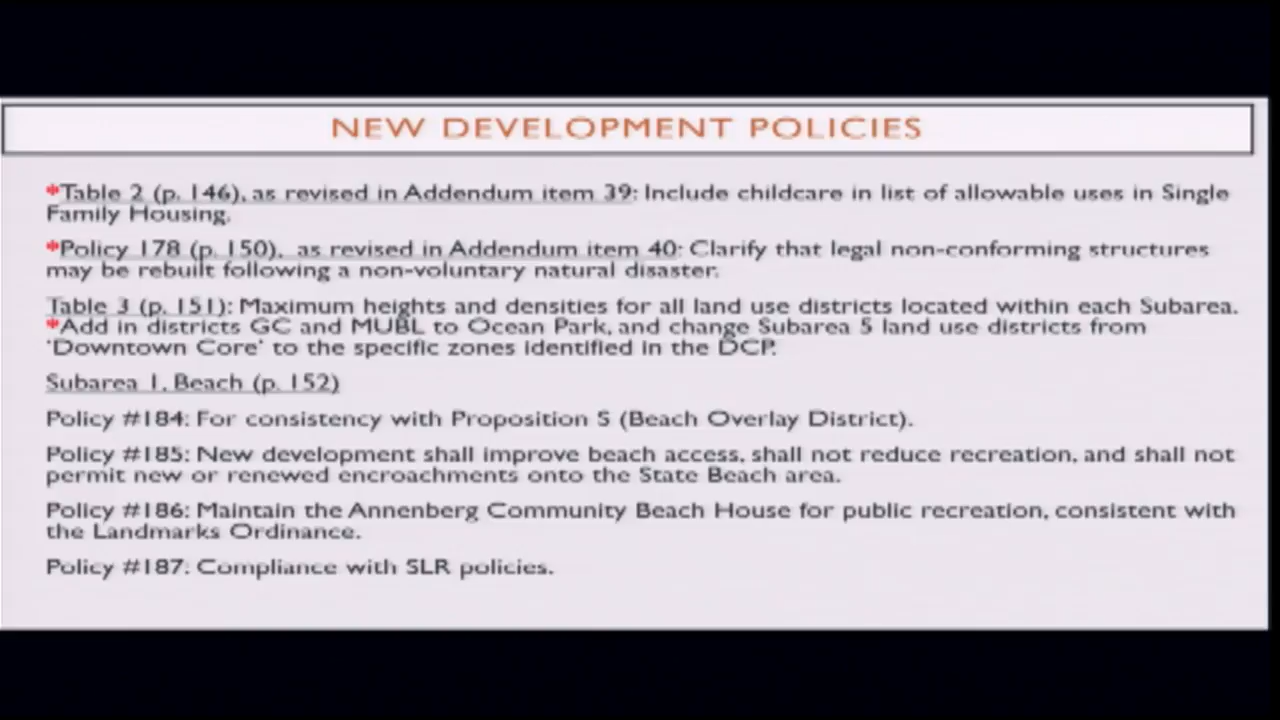 NEW DEVELOPMENT POLICIES
*Table 2 (p. 146), as revised in Addendum item 39: Include childcare in list of allowable uses in Single
Family Housing.
*Policy 178 (p. 150), as revised in Addendum item 40: Clarify that legal non-conforming structures
may be rebuilt following a non-voluntary natural disaster.
Table 3 (p. 151): Maximum heights and densities for all land use districts located within each Subarea.
*Add in districts GC and MUBL to Ocean Park, and change Subarea 5 land use districts from
'Downtown Core' to the specific zones identified in the DCP.
Subarea 1, Beach (p. 152)
Policy #184: For consistency with Proposition S (Beach Overlay District).
Policy #185: New development shall improve beach access, shall not reduce recreation, and shall not
permit new or renewed encroachments onto the State Beach area.
Policy #186: Maintain the Annenberg Community Beach House for public recreation, consistent with
the Landmarks Ordinance.
Policy #187: Compliance with SLR policies.